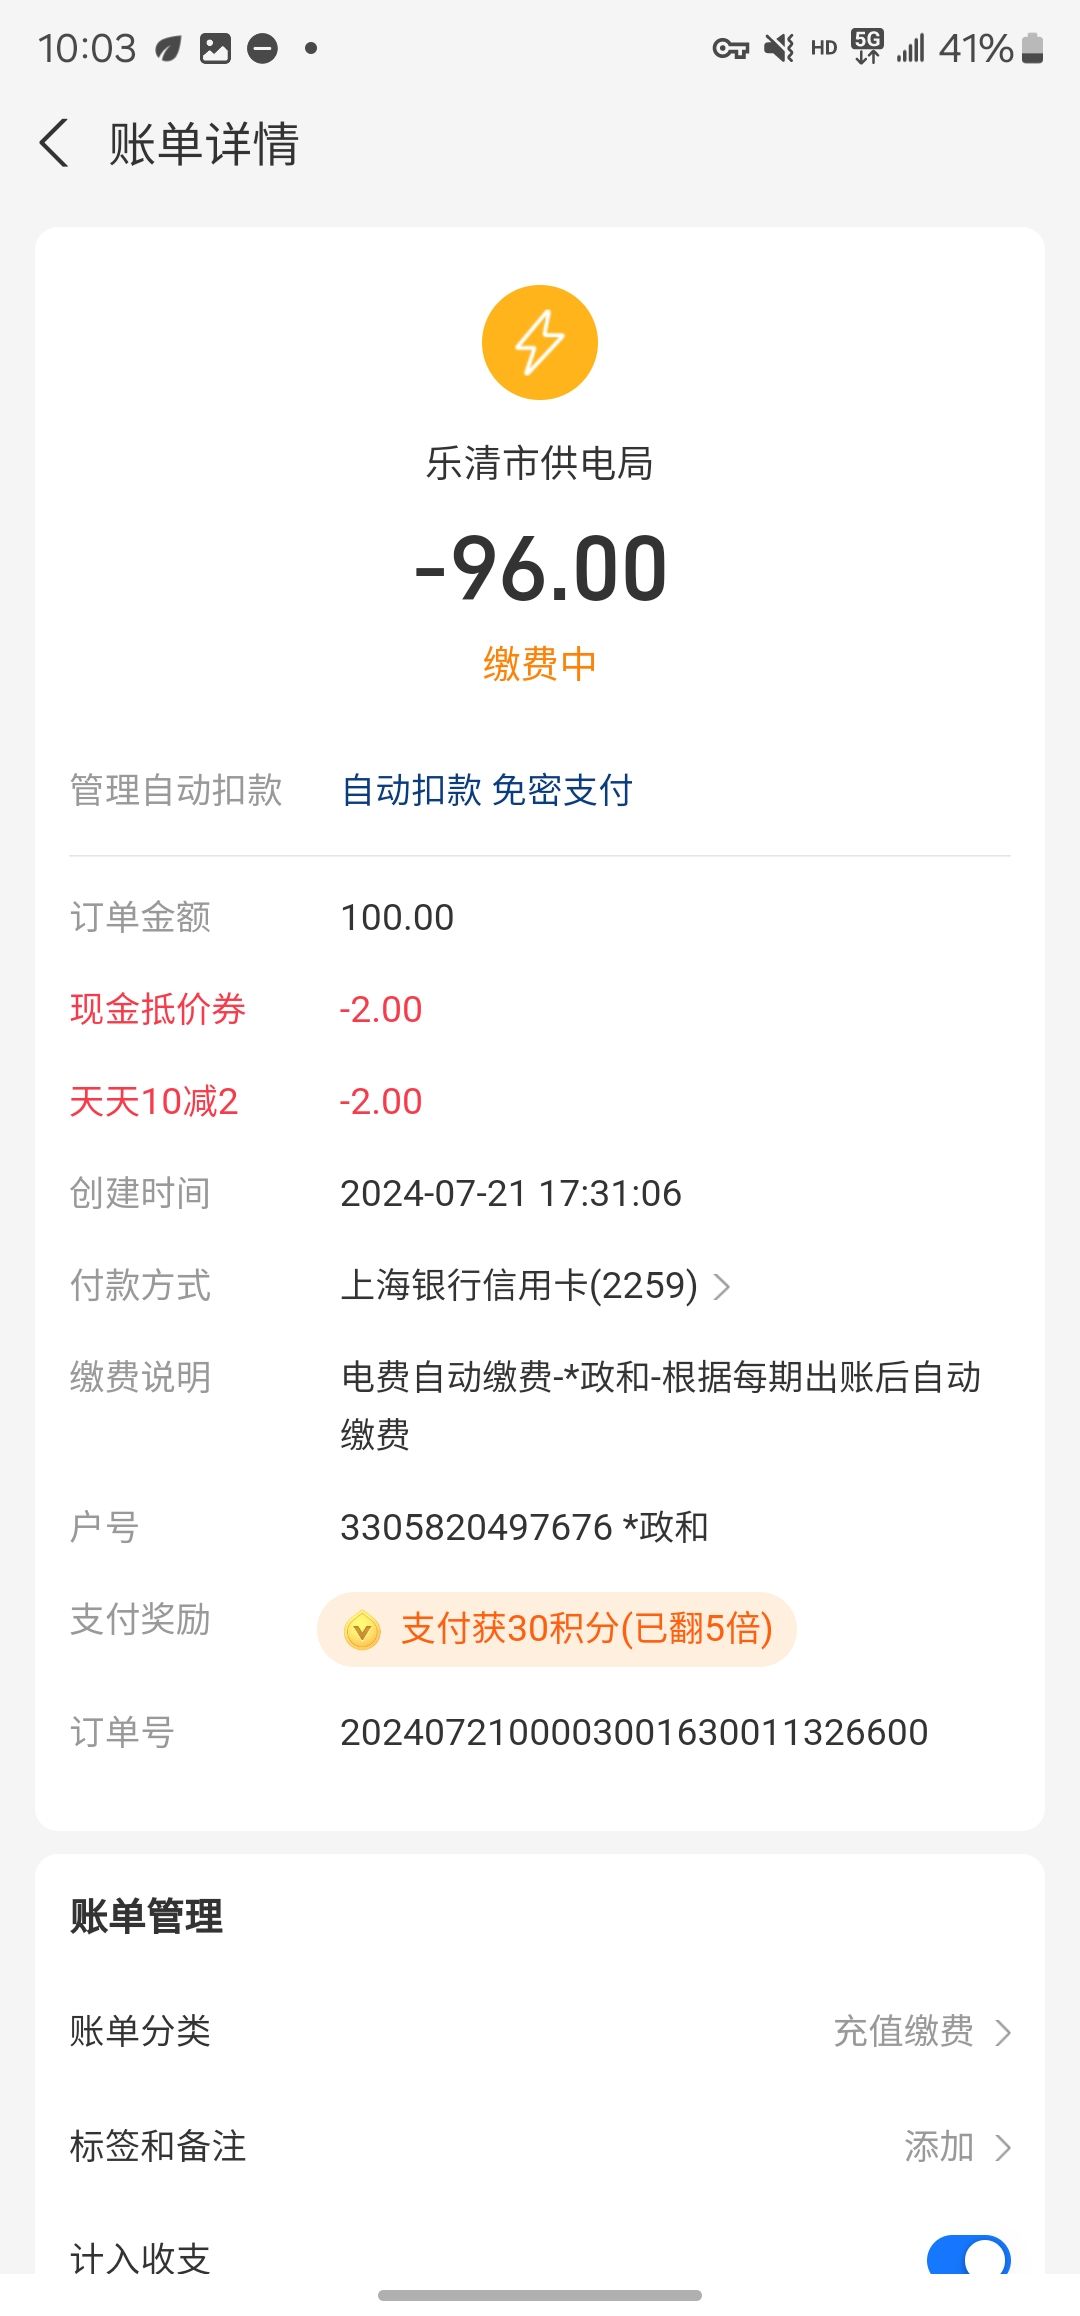 10:03
HD 5G 41%
账单详情
乐清市供电局
-96.00
缴费中
管理自动扣款 自动扣款 免密支付
订单金额 100.00
现金抵价券 -2.00
天天10减2 -2.00
创建时间 2024-07-21 17:31:06
付款方式 上海银行信用卡(2259)
缴费说明 电费自动缴费-*政和-根据每期出账后自动
缴费
户号 3305820497676 *政和
支付奖励 支付获30积分(已翻5倍)
订单号 20240721000030016300113266​00
账单管理
账单分类 充值缴费
标签和备注 添加
计入收支